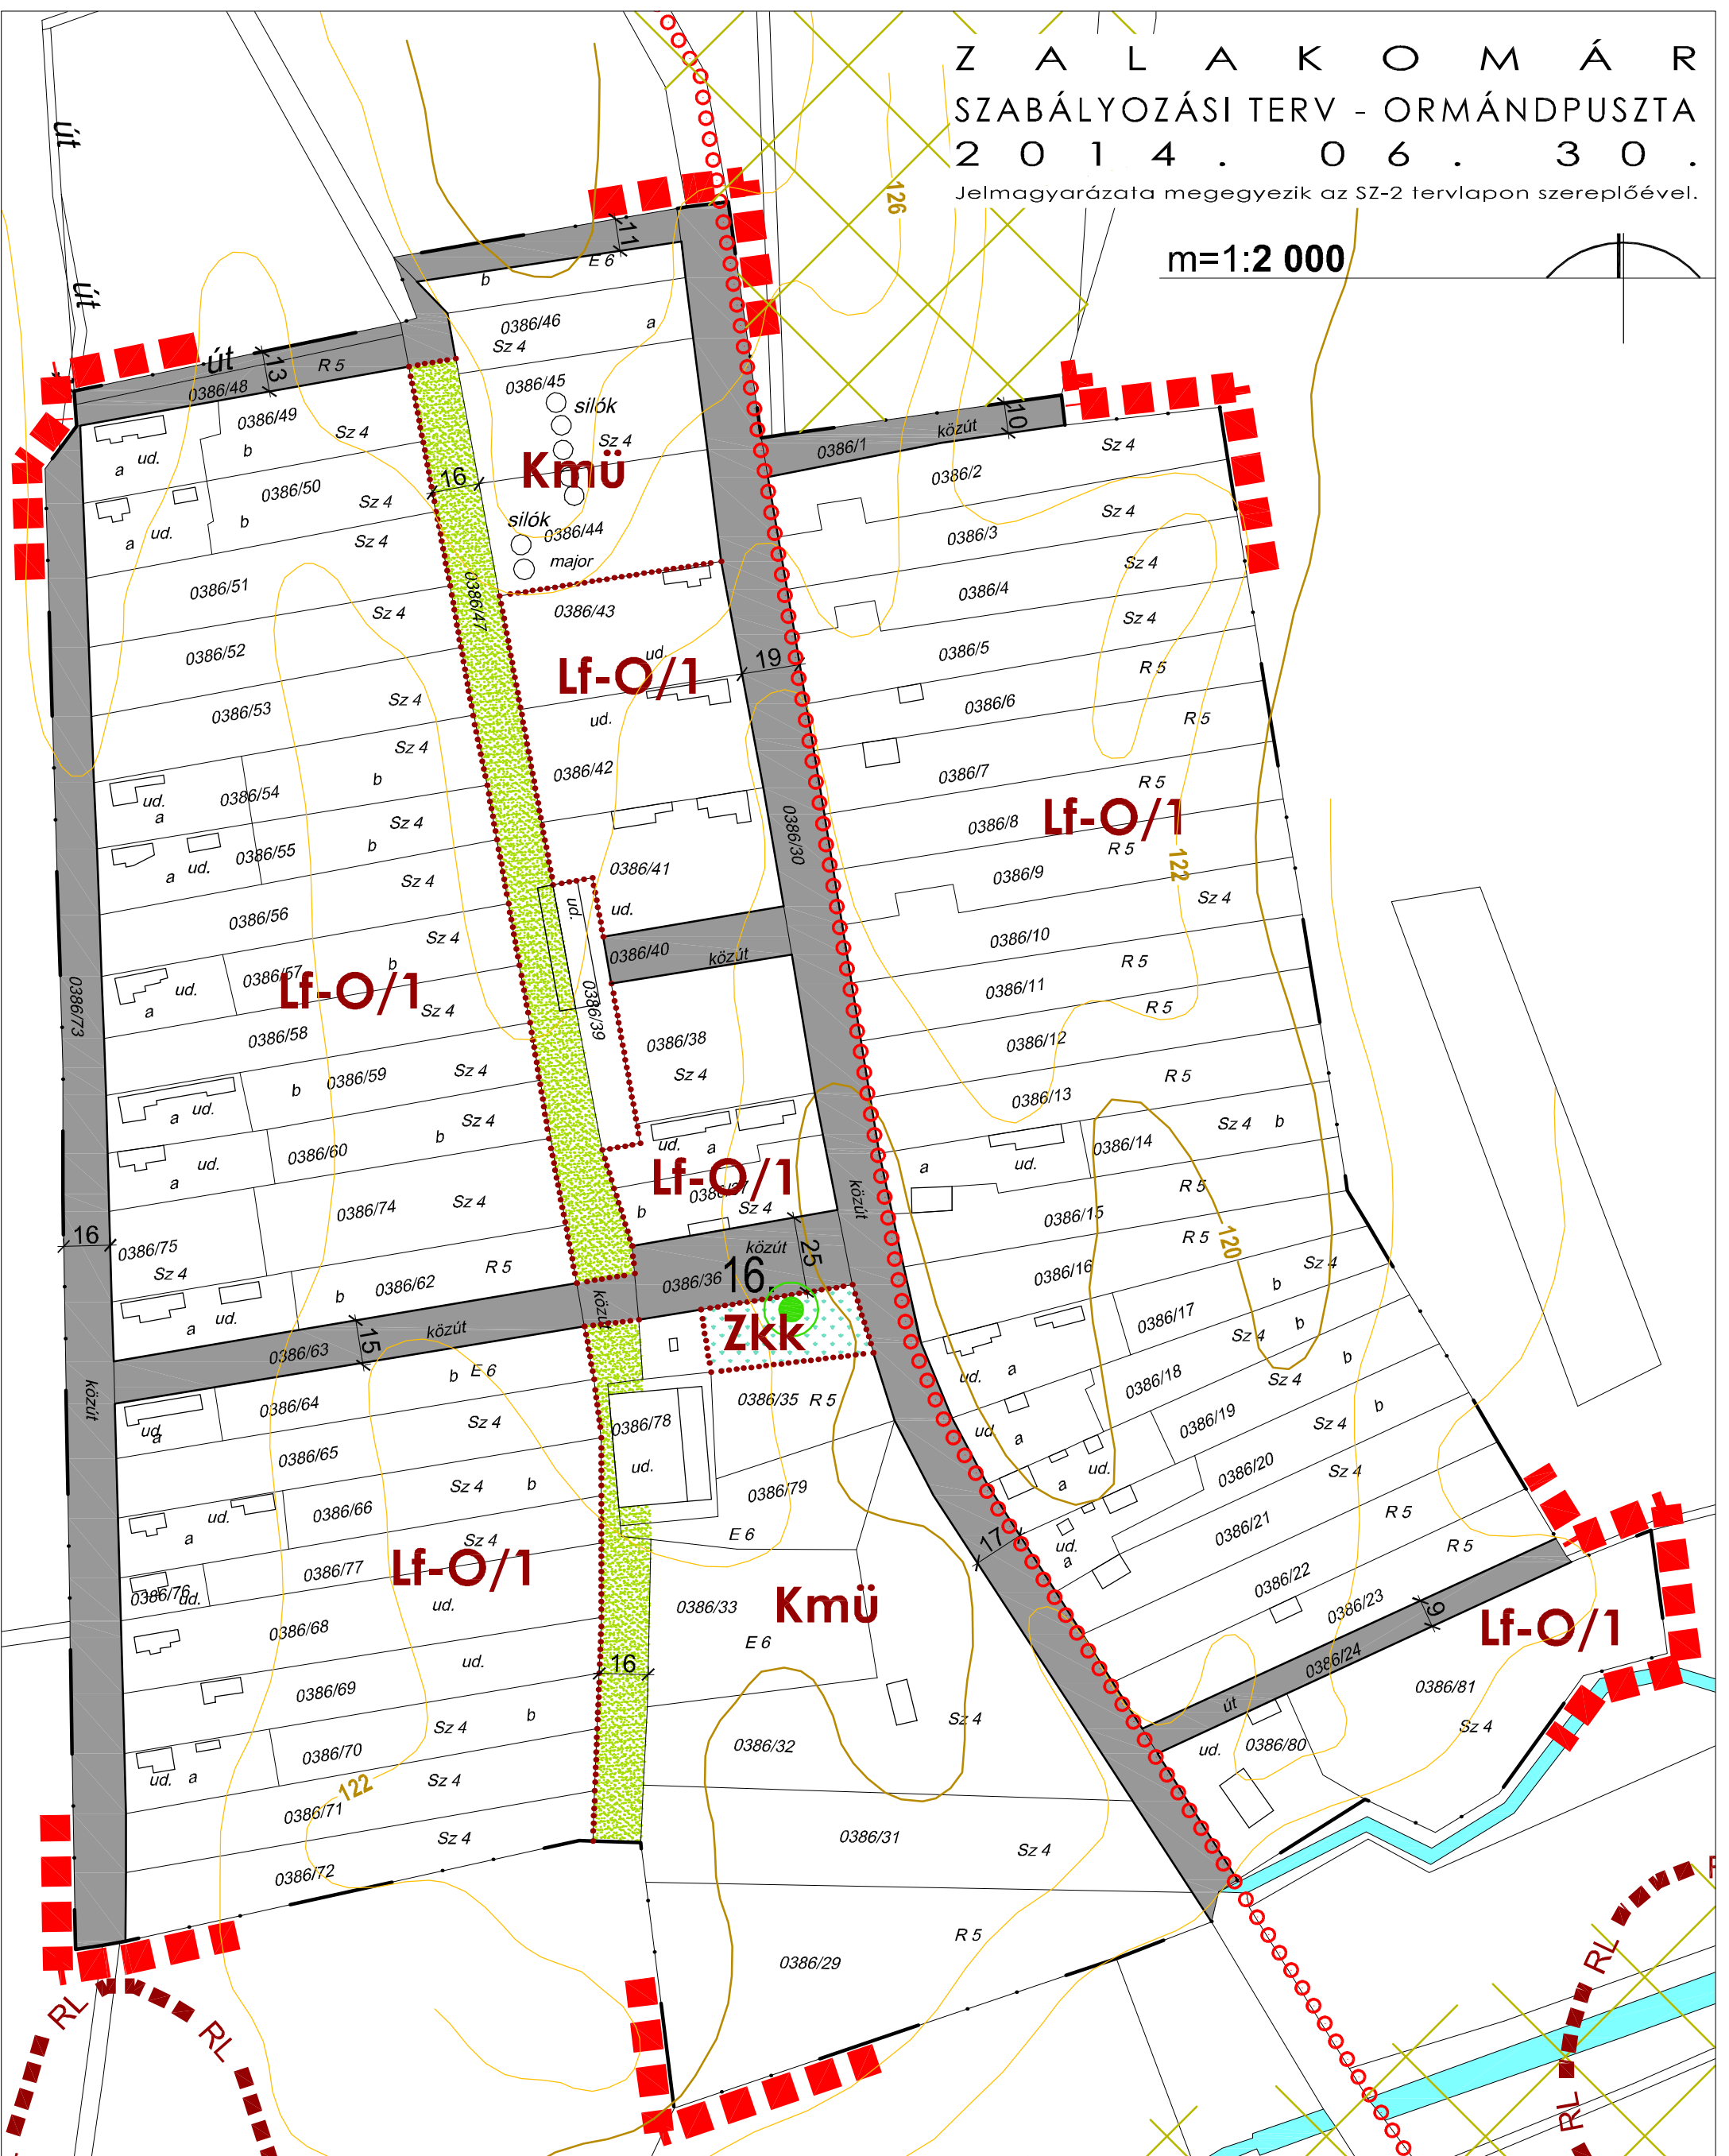 Z A L A K O M Á R
SZABÁLYOZÁSI TERV - ORMÁNDPUSZTA
2 0 1 4 . 0 6 . 3 0 .
Jelmagyarázata megegyezik az SZ-2 tervlapon szereplőével.
m=1:2 000
út
út
126
11
E 6
b
0386/46
a
Sz 4
út
13
R 5
0386/48
0386/45
silók
Sz 4
Kmü
silók
0386/44
major
0386/49
Sz 4
b
a ud.
16
0386/50
Sz 4
b
a ud.
Sz 4
0386/51
0386/47
Sz 4
0386/52
0386/43
ud.
Lf-O/1
19
ud.
0386/42
0386/1
közút
10
Sz 4
0386/2
Sz 4
0386/3
Sz 4
0386/4
Sz 4
0386/5
R 5
0386/6
R 5
0386/7
R 5
Lf-O/1
0386/8
R 5
122
0386/9
Sz 4
0386/10
R 5
0386/11
R 5
0386/12
R 5
0386/13
Sz 4 b
0386/14
a ud.
R 5
0386/15
R 5
120
0386/16
Sz 4
b
0386/17
Sz 4 b
ud. a
0386/18
b
Sz 4
0386/19
Sz 4 b
ud. a
0386/20
Sz 4
a ud.
0386/21
R 5
ud.
a
0386/22
R 5
0386/23
9
0386/24
út
Lf-O/1
0386/81
Sz 4
ud. 0386/80
Sz 4
0386/53
Sz 4
b
0386/54
ud.
a
Sz 4
b
0386/55
a ud.
Sz 4
0386/56
Sz 4
b
0386/57
Lf-O/1
ud.
a
Sz 4
0386/58
0386/73
Sz 4
0386/59
b
a ud.
Sz 4
b
0386/60
ud.
a
Sz 4
0386/74
16
0386/75
Sz 4
R 5
0386/62
b
ud.
a
0386/30
0386/41
ud.
ud.
0386/40
közút
0386/39
0386/38
Sz 4
ud. a
Lf-O/1
0386/37
b
Sz 4
közút
közút
25
0386/36
16.
Zkk
közút
15
közút
0386/63
közút
b E 6
0386/64
ud.
a
Sz 4
0386/65
Sz 4 b
0386/66
ud.
a
Sz 4
Lf-O/1
0386/77
0386/76
ud.
ud.
0386/68
ud.
0386/69
b
Sz 4
0386/70
ud. a
Sz 4
122
0386/71
Sz 4
0386/72
0386/35 R 5
0386/78
ud.
0386/79
E 6
17
0386/33
Kmü
E 6
16
Sz 4
0386/32
0386/31
Sz 4
R 5
0386/29
RL
RL
RL
RL